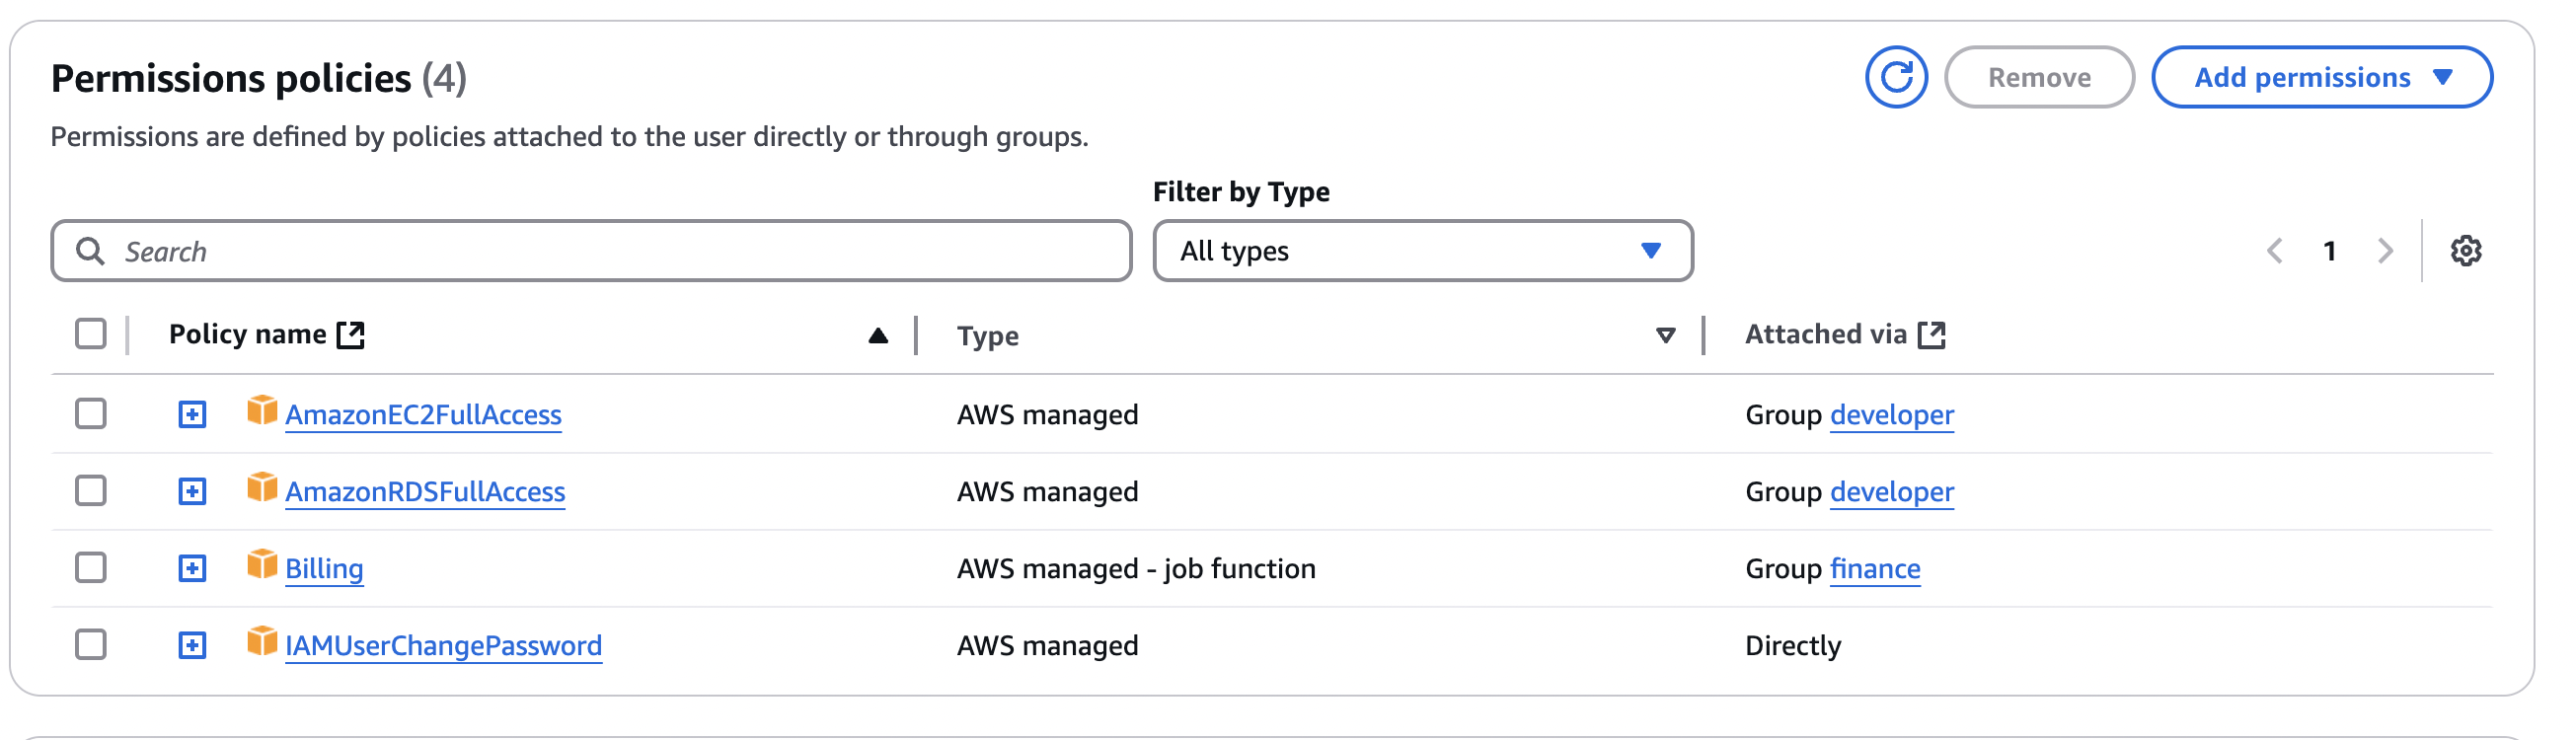 Permissions policies (4)
Remove
Add permissions
Permissions are defined by policies attached to the user directly or through groups.
Filter by Type
Search
All types
1
Policy name
Type
Attached via
AmazonEC2FullAccess
AWS managed
Group developer
AmazonRDSFullAccess
AWS managed
Group developer
Billing
AWS managed - job function
Group finance
IAMUserChangePassword
AWS managed
Directly